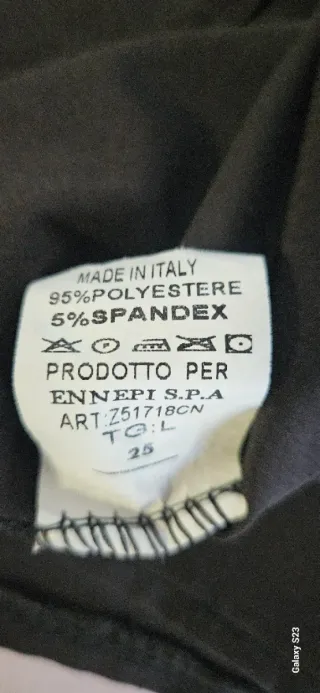 MADE IN ITALY
95%POLYESTERE
5%SPANDEX
P
PRODOTTO PER
ENNEPI S.P.A
ART:Z51718CN
TG:L
25
Galaxy S23